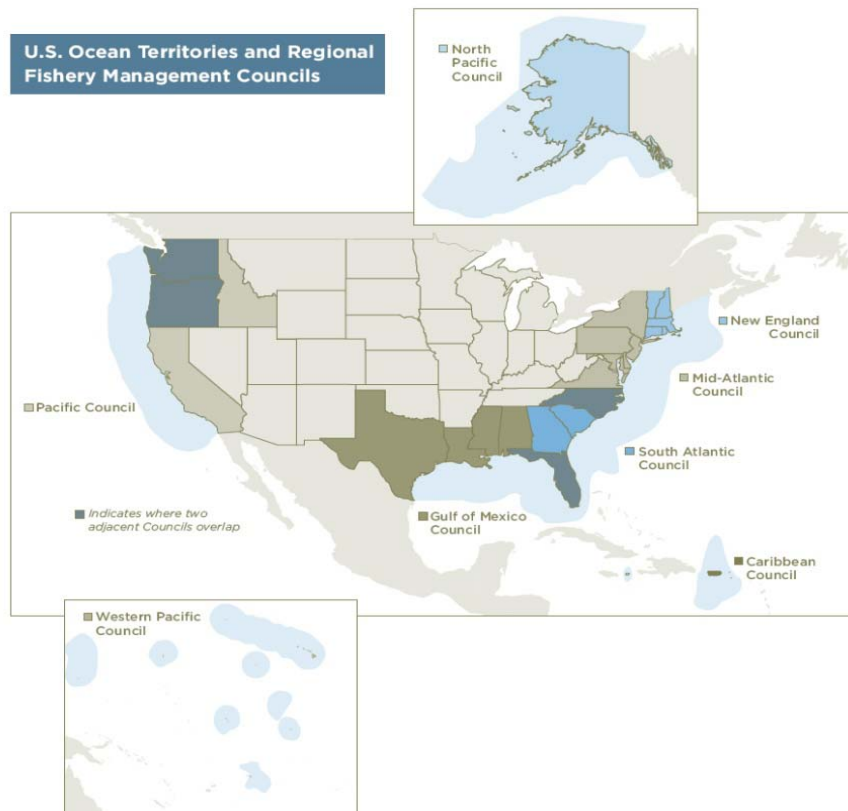 U.S. Ocean Territories and Regional
Fishery Management Councils
North
Pacific
Council
New England
Council
Mid-Atlantic
Council
Pacific Council
South Atlantic
Council
Indicates where two
adjacent Councils overlap
Gulf of Mexico
Council
Caribbean
Council
Western Pacific
Council